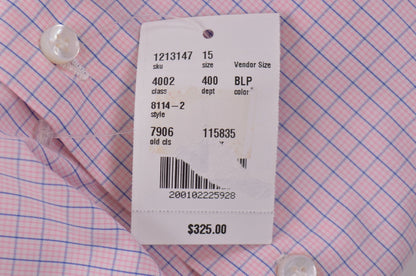 1213147 15
sku size Vendor Size
4002 400 BLP
class dept color
8114-2
style
7906 115835
old cls
200102225928
$325.00